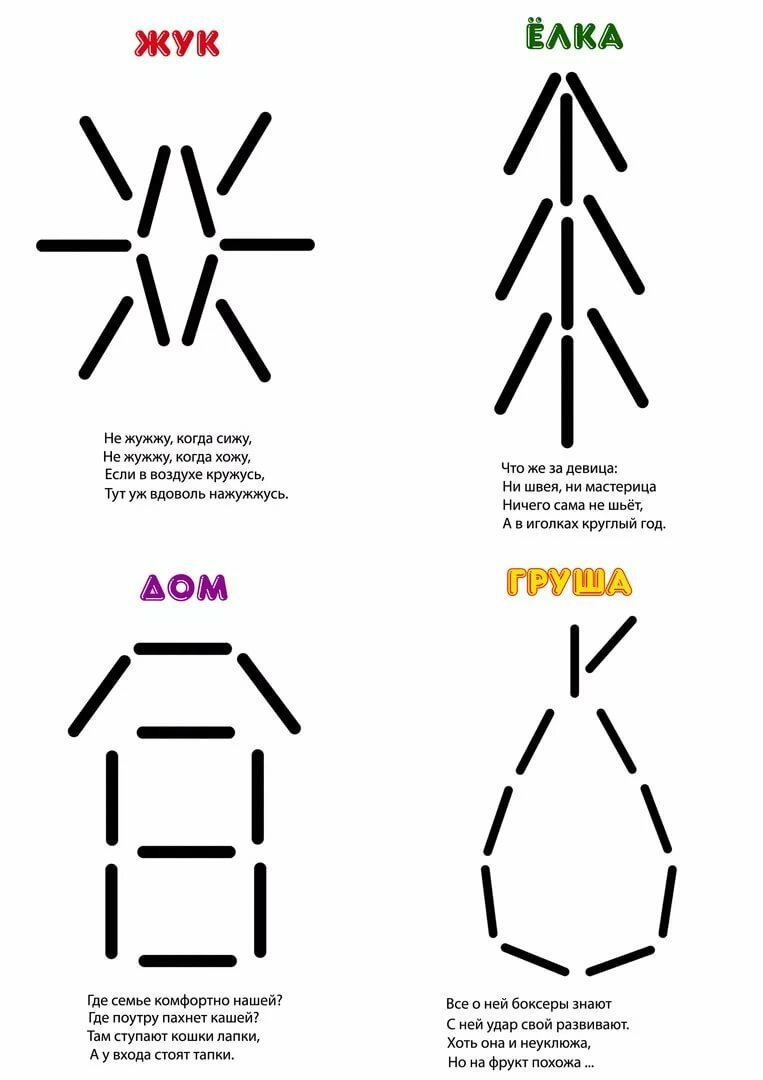 ЖУК
Не жужжу, когда сижу,
Не жужжу, когда хожу,
Если в воздухе кружусь,
Тут уж вдоволь нажужжусь.
ЁЛКА
Что же за девица:
Ни швея, ни мастерица
Ничего сама не шьёт,
А в иголках круглый год.
ДОМ
Где семье комфортно нашей?
Где поутру пахнет кашей?
Там ступают кошки лапки,
А у входа стоят тапки.
ГРУША
Все о ней боксеры знают
С ней удар свой развивают.
Хоть она и неуклюжа,
Но на фрукт похожа ...